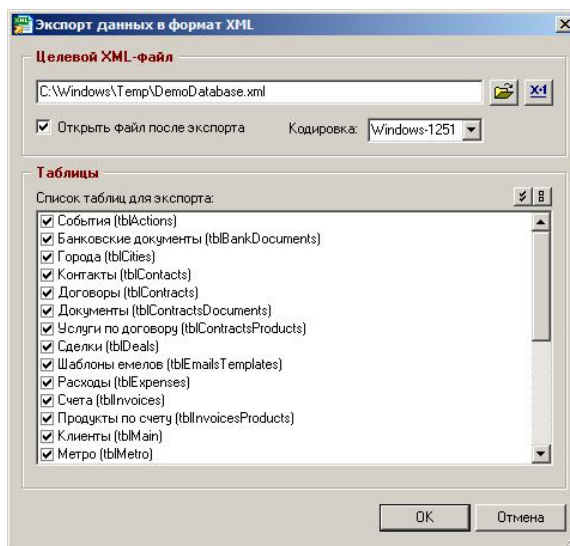 Экспорт данных в формат XML
Целевой XML-файл
C:\Windows\Temp\DemoDatabase.xml
Открыть файл после экспорта Кодировка: Windows-1251
Таблицы
Список таблиц для экспорта:
События (tblActions)
Банковские документы (tblBankDocuments)
Города (tblCities)
Контакты (tblContacts)
Договоры (tblContracts)
Документы (tblContractsDocuments)
Услуги по договору (tblContractsProducts)
Сделки (tblDeals)
Шаблоны емелов (tblEmailsTemplates)
Расходы (tblExpenses)
Счета (tblInvoices)
Продукты по счету (tblInvoicesProducts)
Клиенты (tblMain)
Метро (tblMetro)
OK Отмена